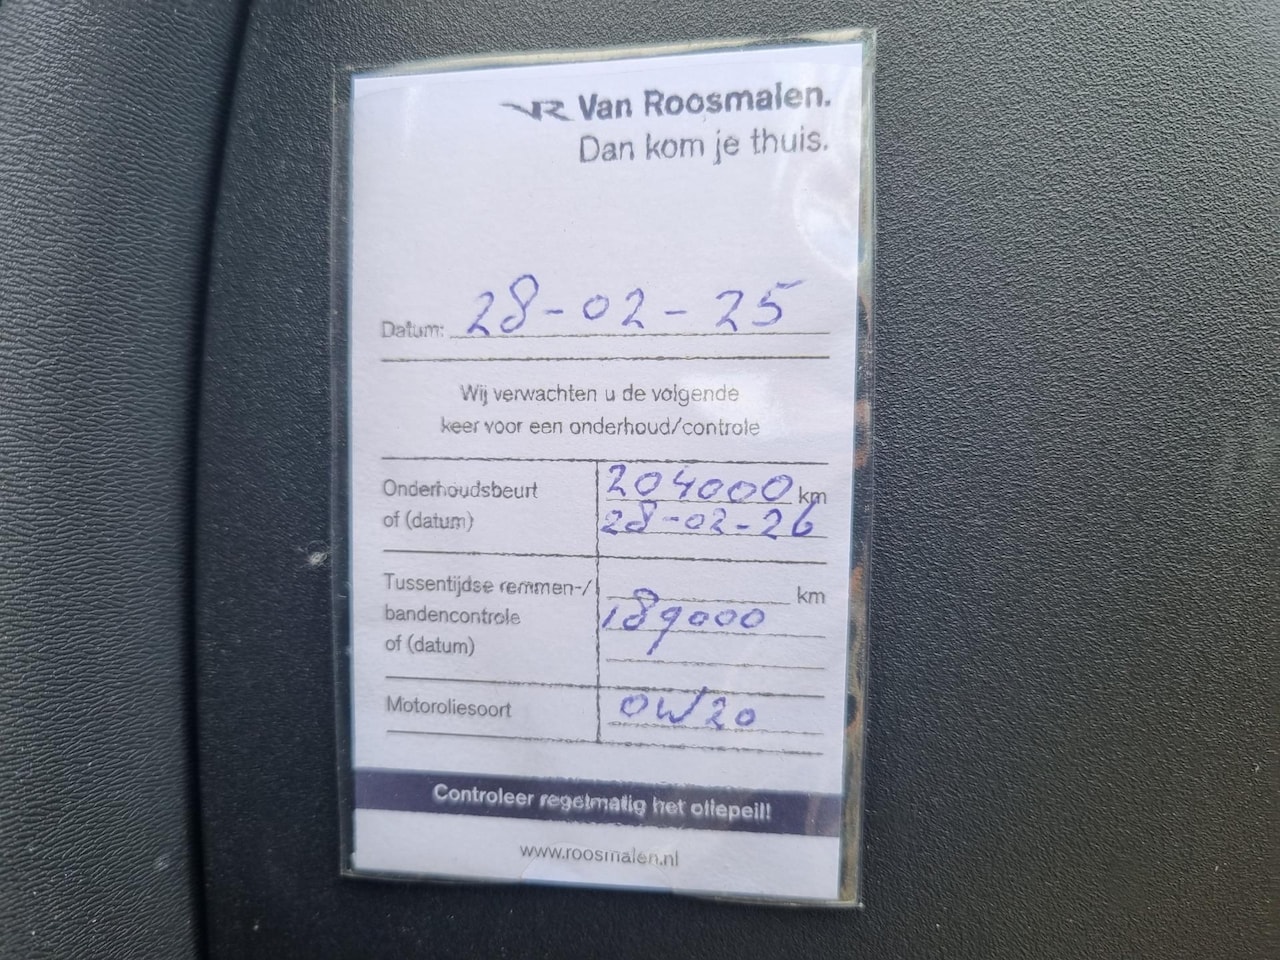 VR Van Roosmalen.
Dan kom je thuis.
Datum: 28-02-25
Wij verwachten u de volgende
keer voor een onderhoud/controle
Onderhoudsbeurt 204000 km
of (datum) 28-02-26
Tussentijdse remmen-/ km
bandencontrole 189000
of (datum)
Motoroliesoort 0W20
Controleer regelmatig het oliepeil!
www.roosmalen.nl